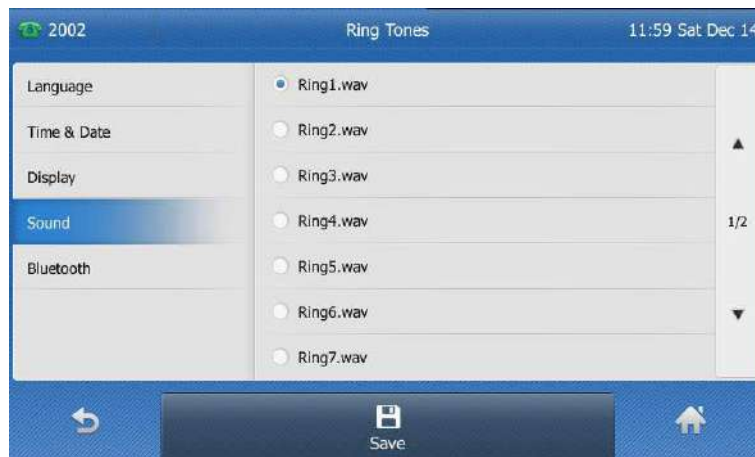 2002 Ring Tones 11:59 Sat Dec 14
Language
Time & Date
Display
Sound
Bluetooth
Ring1.wav
Ring2.wav
Ring3.wav
Ring4.wav
Ring5.wav
Ring6.wav
Ring7.wav
1/2
Save